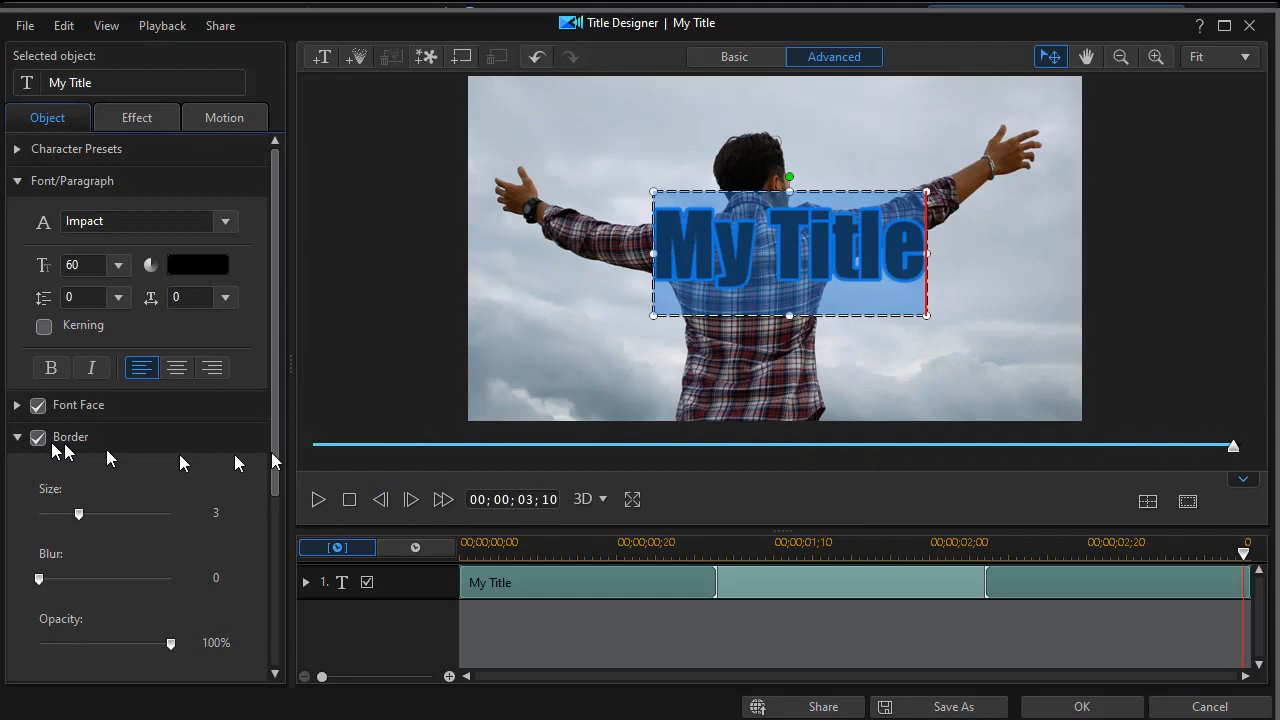 Title Designer | My Title
File Edit View Playback Share
Selected object:
T My Title
Basic Advanced Fit
Object Effect Motion
Character Presets
Font/Paragraph
Impact
60
0 0
Kerning
B I
Font Face
Border
Size:
3
Blur:
0
Opacity:
100%
My Title
00; 00; 03; 10 3D
00;00;00;00 00;00;00;20 00;00;01;10 00;00;02;00 00;00;02;20 0
1. T My Title
Share Save As OK Cancel